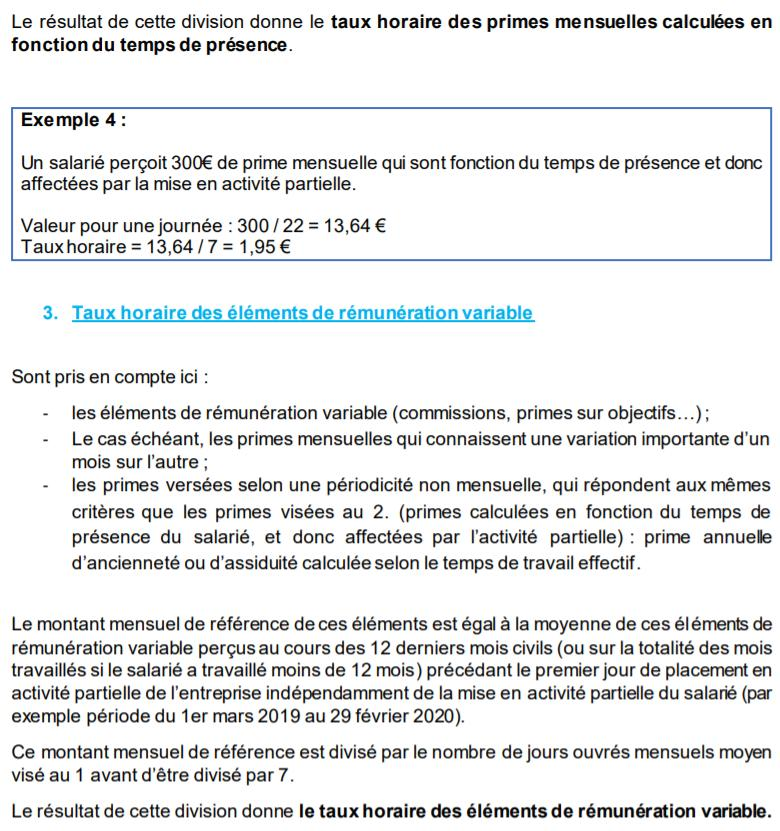 Le résultat de cette division donne le taux horaire des primes mensuelles calculées en
fonction du temps de présence.
Exemple 4 :
Un salarié perçoit 300€ de prime mensuelle qui sont fonction du temps de présence et donc
affectées par la mise en activité partielle.
Valeur pour une journée : 300 / 22 = 13,64 €
Taux horaire = 13,64 / 7 = 1,95 €
3. Taux horaire des éléments de rémunération variable
Sont pris en compte ici :
- les éléments de rémunération variable (commissions, primes sur objectifs…) ;
- Le cas échéant, les primes mensuelles qui connaissent une variation importante d’un
mois sur l’autre ;
- les primes versées selon une périodicité non mensuelle, qui répondent aux mêmes
critères que les primes visées au 2. (primes calculées en fonction du temps de
présence du salarié, et donc affectées par l’activité partielle) : prime annuelle
d’ancienneté ou d’assiduité calculée selon le temps de travail effectif.
Le montant mensuel de référence de ces éléments est égal à la moyenne de ces éléments de
rémunération variable perçus au cours des 12 derniers mois civils (ou sur la totalité des mois
travaillés si le salarié a travaillé moins de 12 mois) précédant le premier jour de placement en
activité partielle de l’entreprise indépendamment de la mise en activité partielle du salarié (par
exemple période du 1er mars 2019 au 29 février 2020).
Ce montant mensuel de référence est divisé par le nombre de jours ouvrés mensuels moyen
visé au 1 avant d’être divisé par 7.
Le résultat de cette division donne le taux horaire des éléments de rémunération variable.